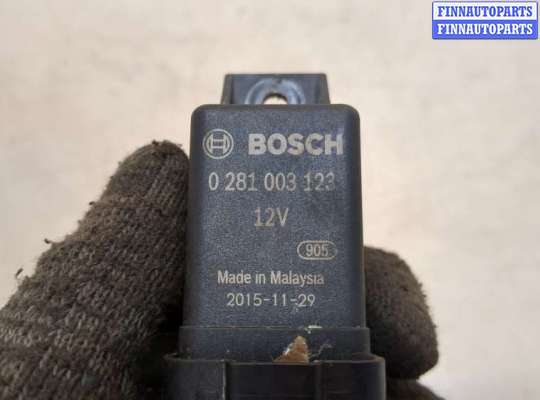 FINNAUTOPARTS
FINNAUTOPARTS
BOSCH
0 281 003 123
12V
905
Made in Malaysia
2015-11-29